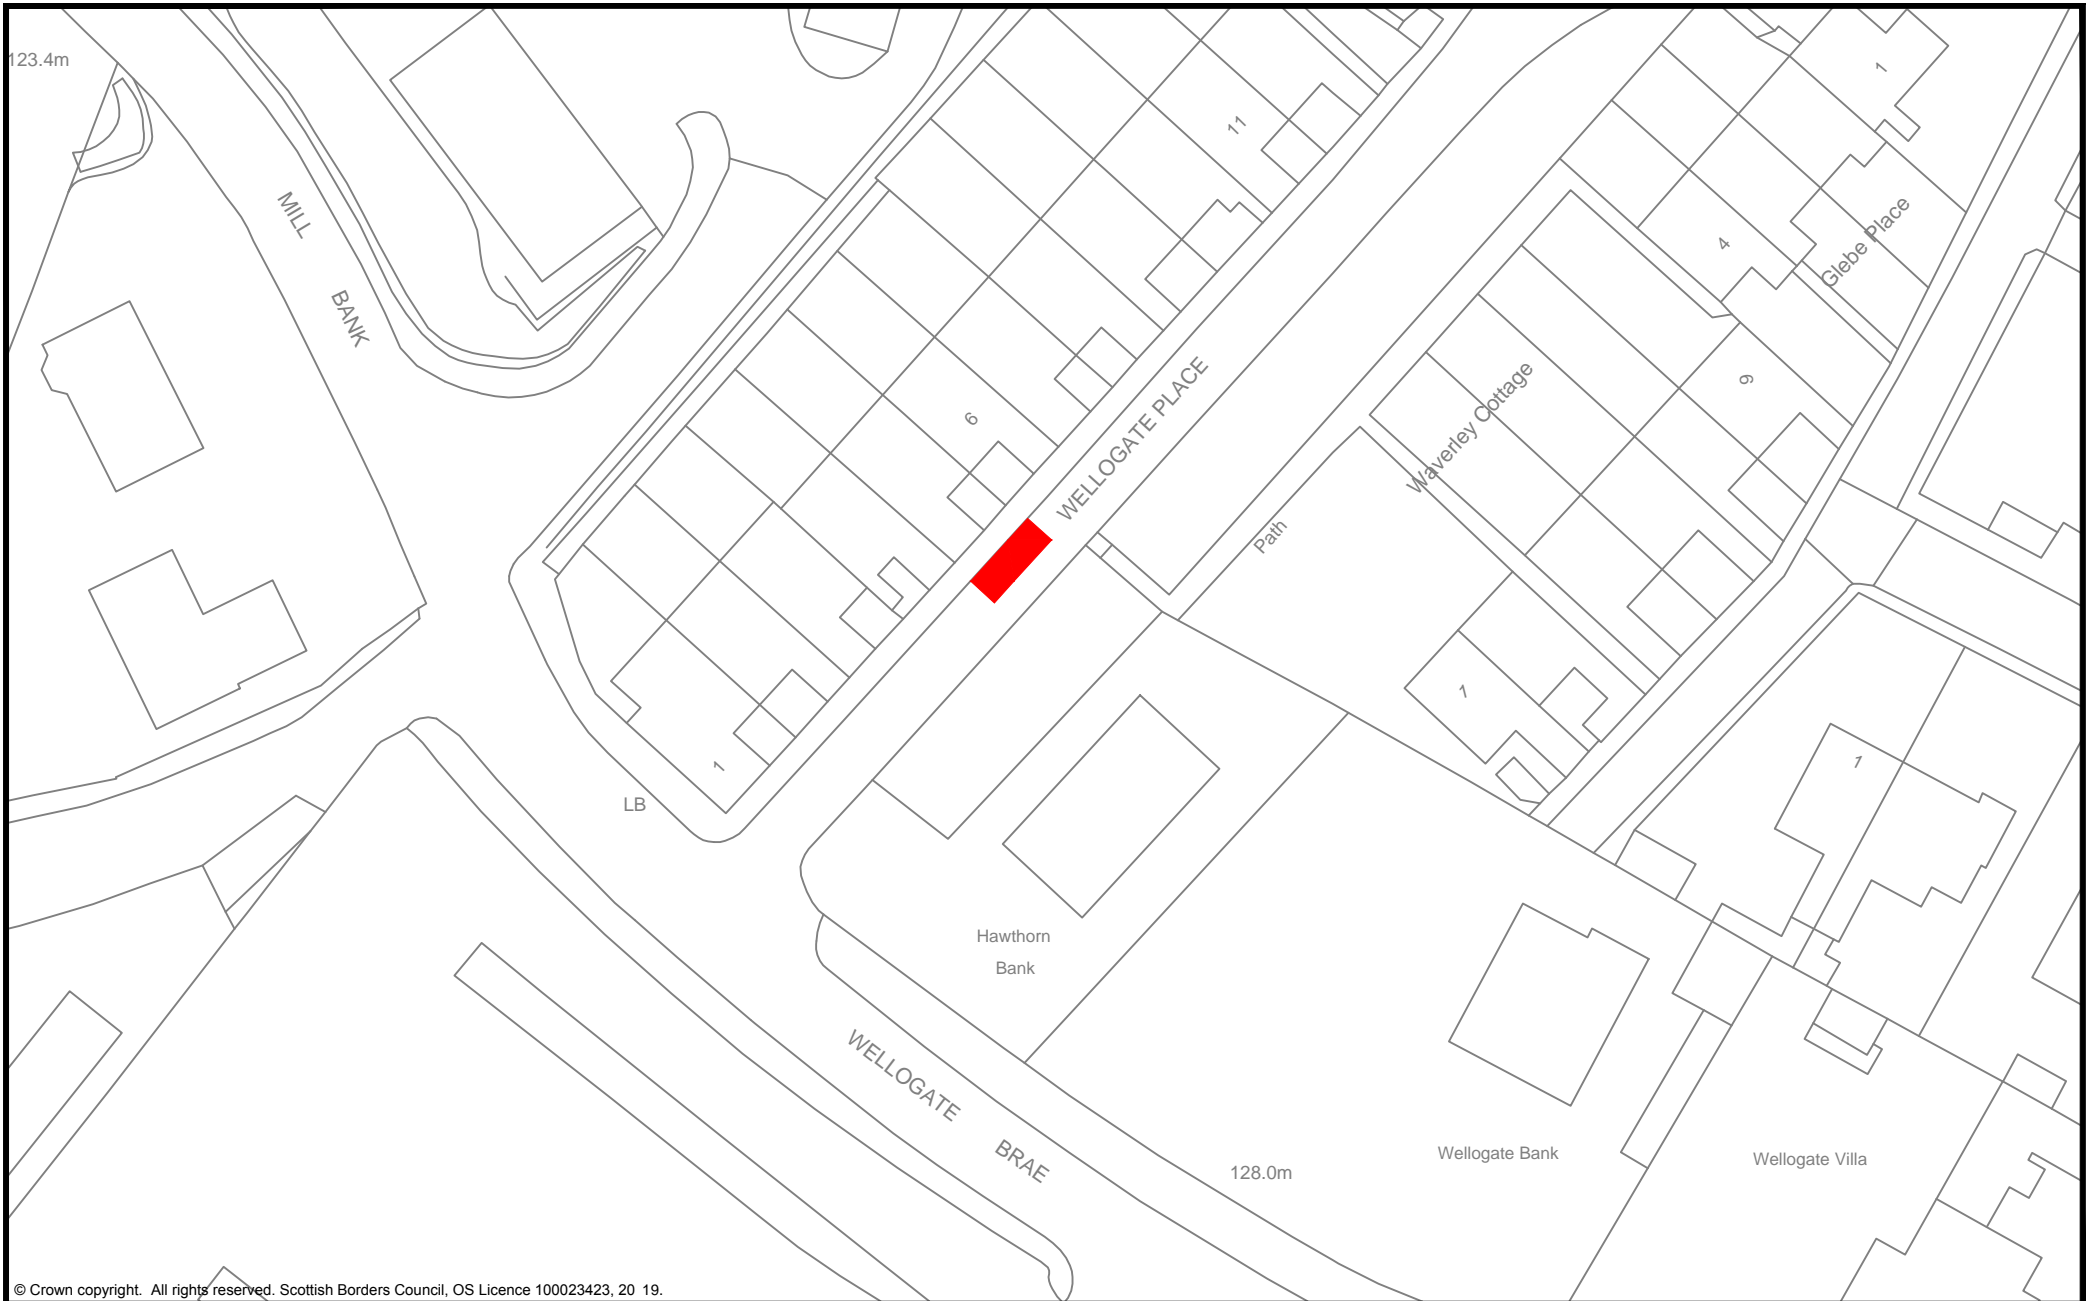 123.4m
1
11
MILL
BANK
4
Glebe Place
6
6
WELLOGATE PLACE
Waverley Cottage
Path
7
1
1
LB
Hawthorn
Bank
WELLOGATE
BRAE
128.0m
Wellogate Bank
Wellogate Villa
© Crown copyright. All rights reserved. Scottish Borders Council, OS Licence 100023423, 20 19.